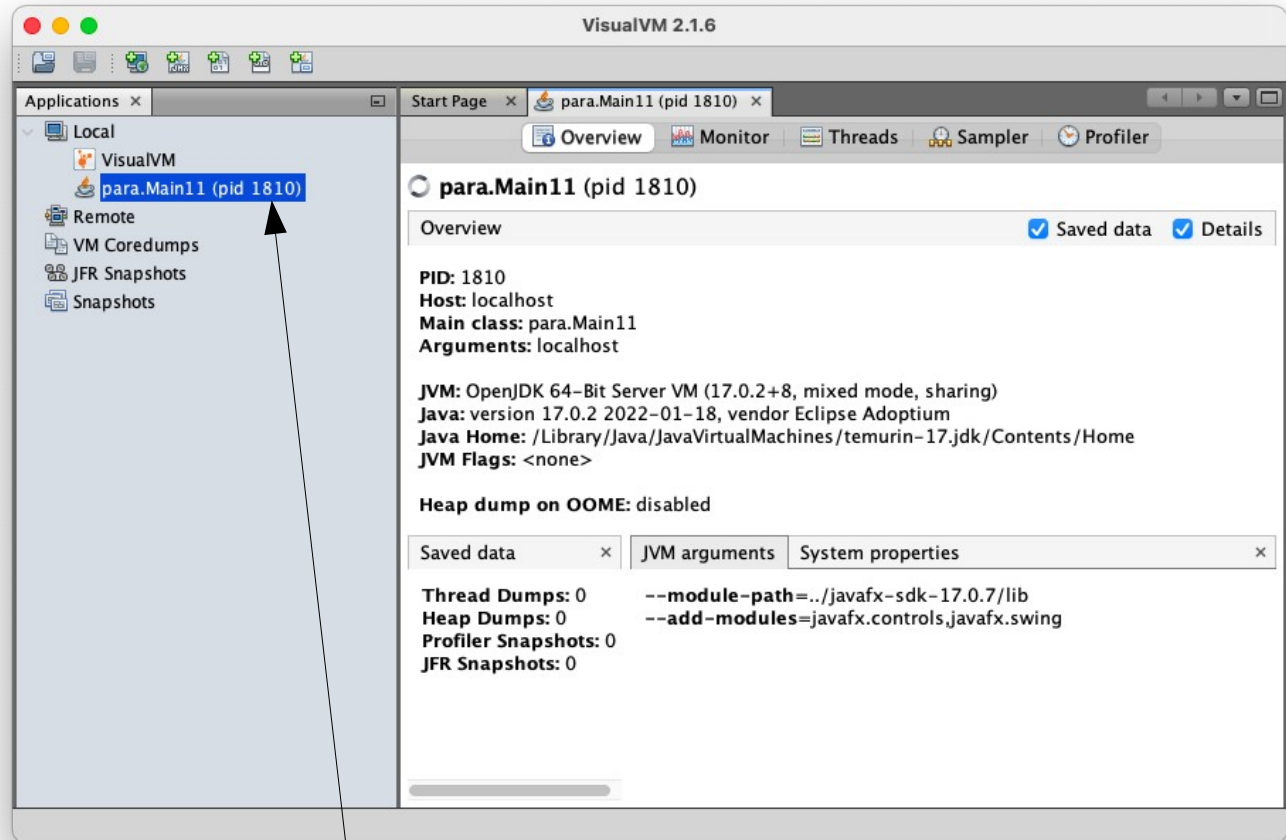 VisualVM 2.1.6
Applications ×
Local
VisualVM
para.Main11 (pid 1810)
Remote
VM Coredumps
JFR Snapshots
Snapshots
Start Page × para.Main11 (pid 1810) ×
Overview Monitor Threads Sampler Profiler
para.Main11 (pid 1810)
Overview Saved data Details
PID: 1810
Host: localhost
Main class: para.Main11
Arguments: localhost
JVM: OpenJDK 64-Bit Server VM (17.0.2+8, mixed mode, sharing)
Java: version 17.0.2 2022-01-18, vendor Eclipse Adoptium
Java Home: /Library/Java/JavaVirtualMachines/temurin-17.jdk/Contents/Home
JVM Flags: <none>
Heap dump on OOME: disabled
Saved data × JVM arguments System properties ×
Thread Dumps: 0
Heap Dumps: 0
Profiler Snapshots: 0
JFR Snapshots: 0
--module-path=../javafx-sdk-17.0.7/lib
--add-modules=javafx.controls,javafx.swing